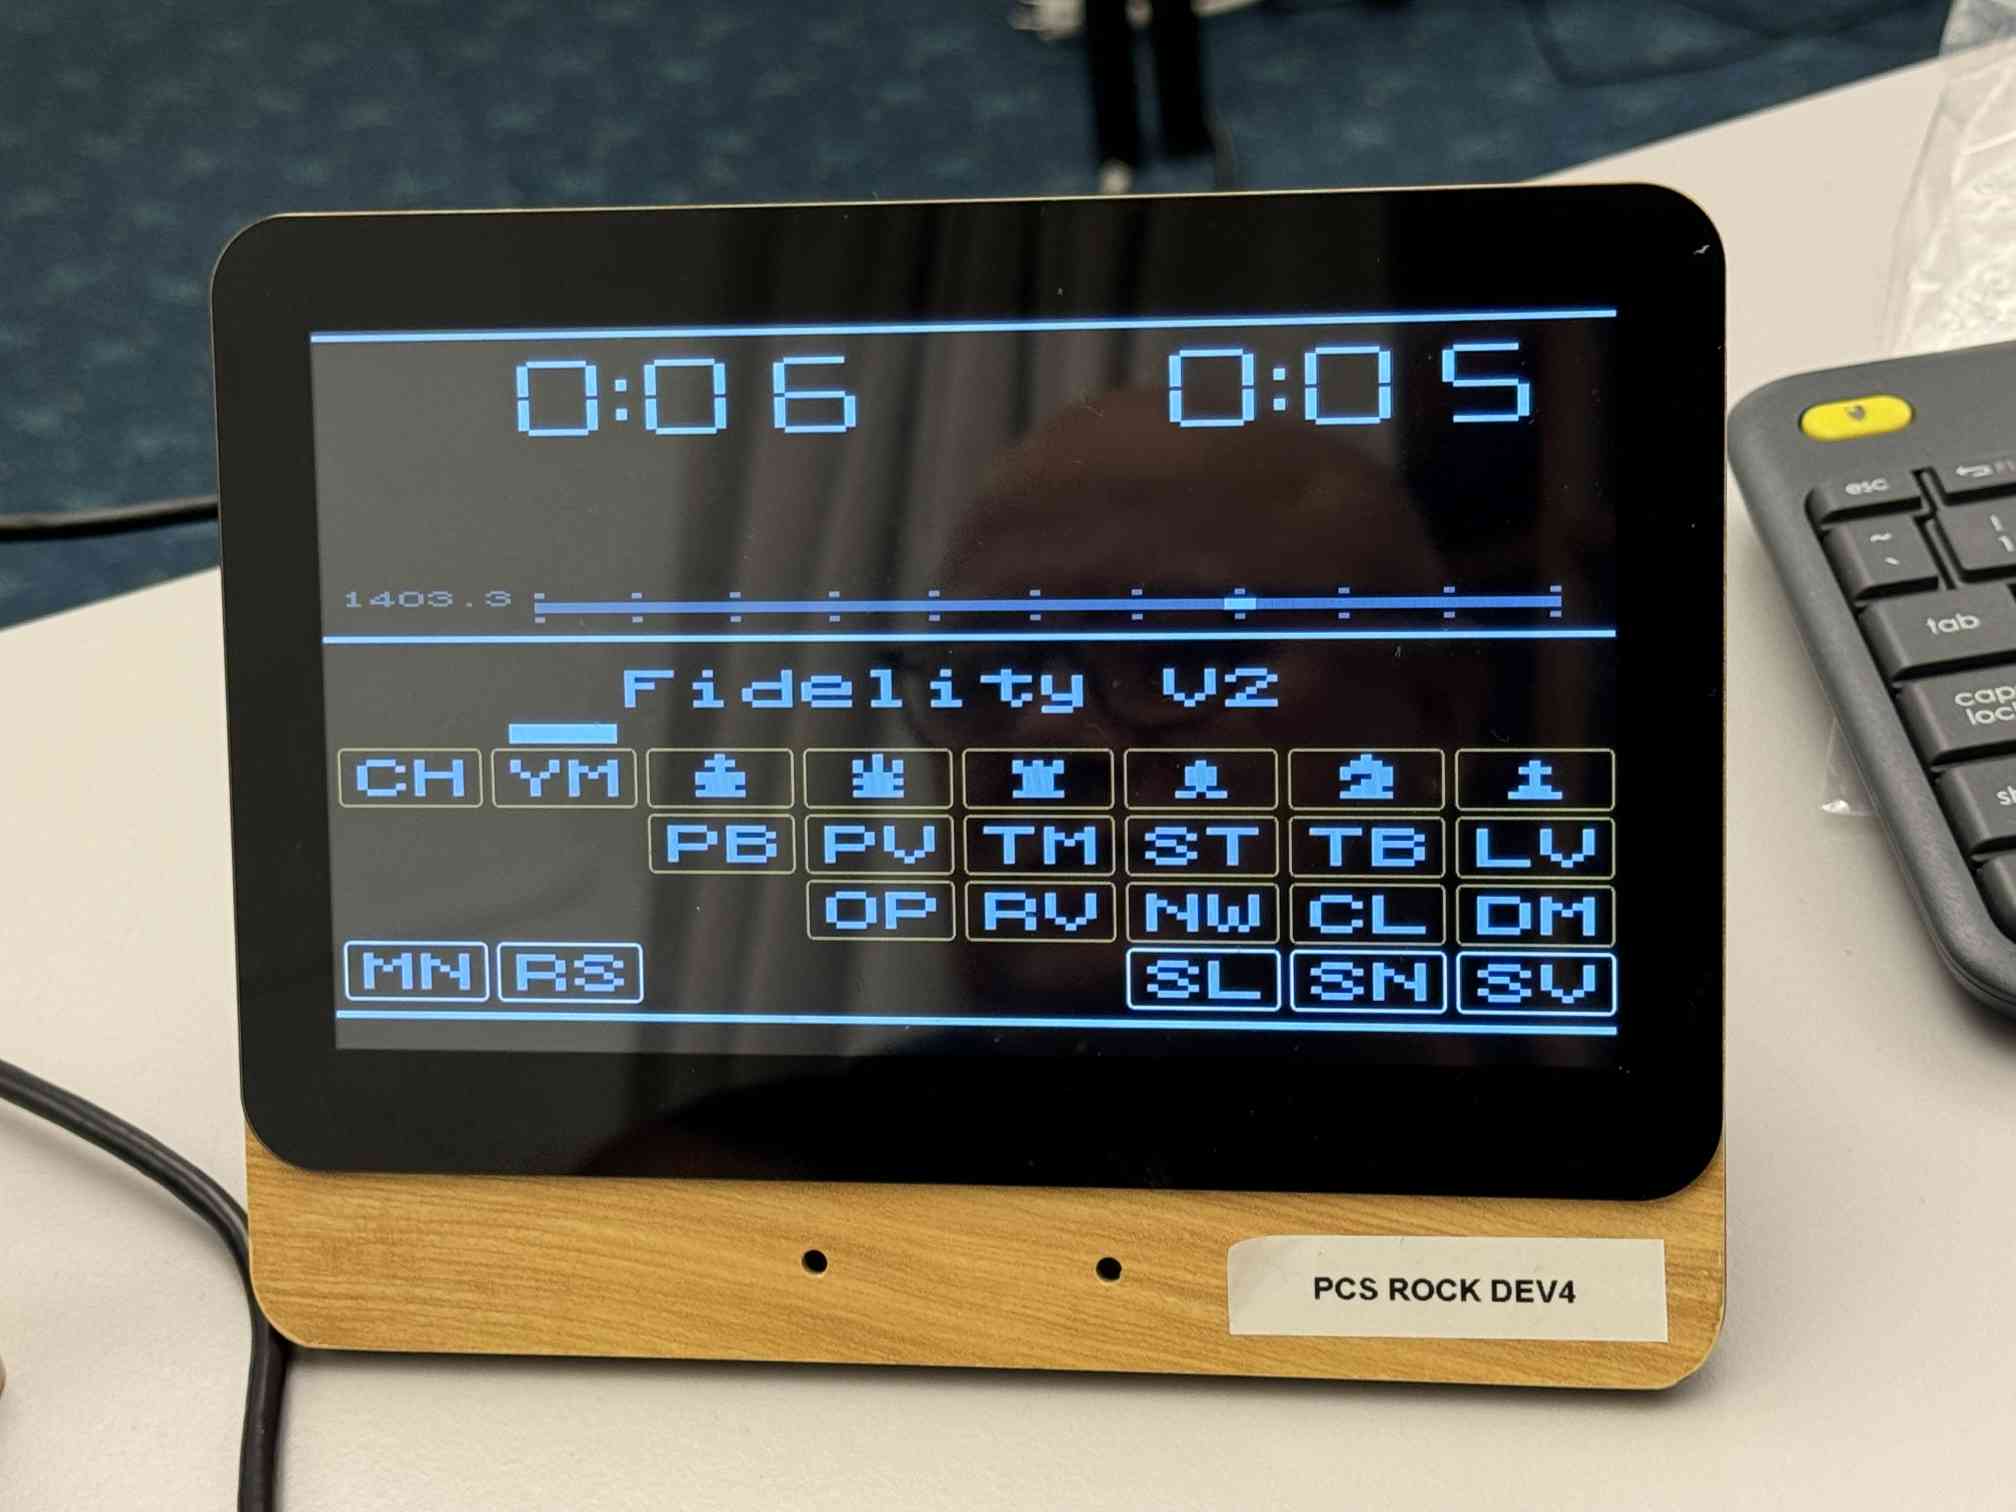 0:06 0:05
1403.3
Fidelity V2
CH YM
PB PV TM ST TB LV
OP RV NW CL DM
MN RS SL SN SV
PCS ROCK DEV4
esc
tab